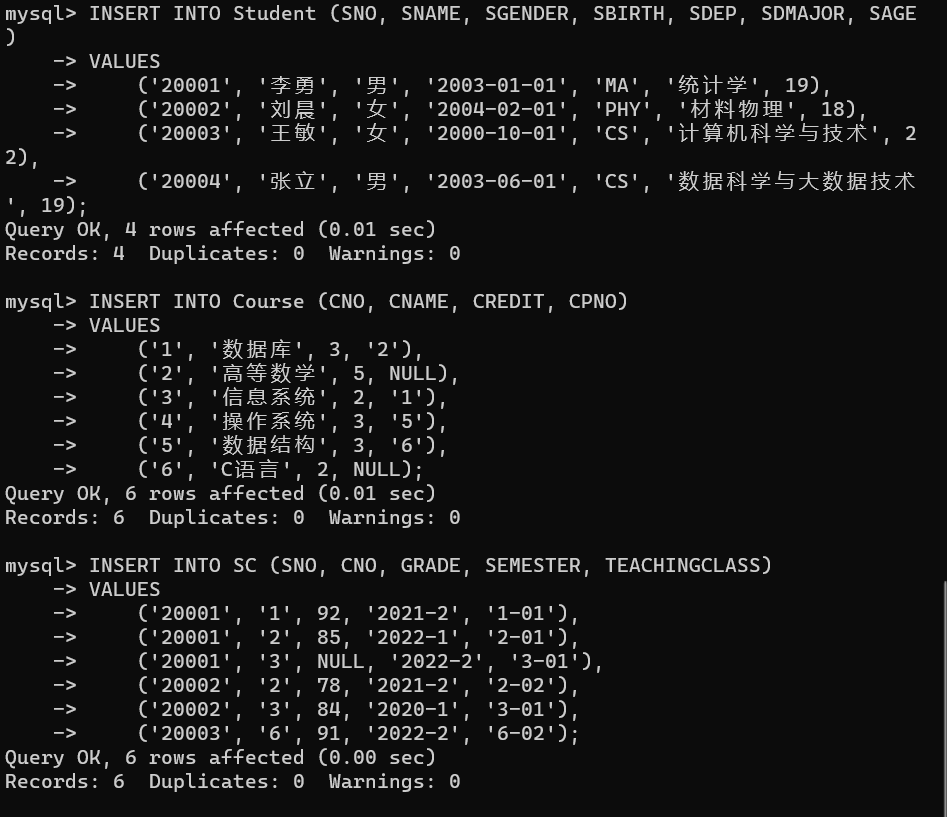 mysql> INSERT INTO Student (SNO, SNAME, SGENDER, SBIRTH, SDEP, SDMAJOR, SAGE
)
    -> VALUES
    ->     ('20001', '李勇', '男', '2003-01-01', 'MA', '统计学', 19),
    ->     ('20002', '刘晨', '女', '2004-02-01', 'PHY', '材料物理', 18),
    ->     ('20003', '王敏', '女', '2000-10-01', 'CS', '计算机科学与技术', 2
2),
    ->     ('20004', '张立', '男', '2003-06-01', 'CS', '数据科学与大数据技术
', 19);
Query OK, 4 rows affected (0.01 sec)
Records: 4  Duplicates: 0  Warnings: 0
mysql> INSERT INTO Course (CNO, CNAME, CREDIT, CPNO)
    -> VALUES
    ->     ('1', '数据库', 3, '2'),
    ->     ('2', '高等数学', 5, NULL),
    ->     ('3', '信息系统', 2, '1'),
    ->     ('4', '操作系统', 3, '5'),
    ->     ('5', '数据结构', 3, '6'),
    ->     ('6', 'C语言', 2, NULL);
Query OK, 6 rows affected (0.01 sec)
Records: 6  Duplicates: 0  Warnings: 0
mysql> INSERT INTO SC (SNO, CNO, GRADE, SEMESTER, TEACHINGCLASS)
    -> VALUES
    ->     ('20001', '1', 92, '2021-2', '1-01'),
    ->     ('20001', '2', 85, '2022-1', '2-01'),
    ->     ('20001', '3', NULL, '2022-2', '3-01'),
    ->     ('20002', '2', 78, '2021-2', '2-02'),
    ->     ('20002', '3', 84, '2020-1', '3-01'),
    ->     ('20003', '6', 91, '2022-2', '6-02');
Query OK, 6 rows affected (0.00 sec)
Records: 6  Duplicates: 0  Warnings: 0